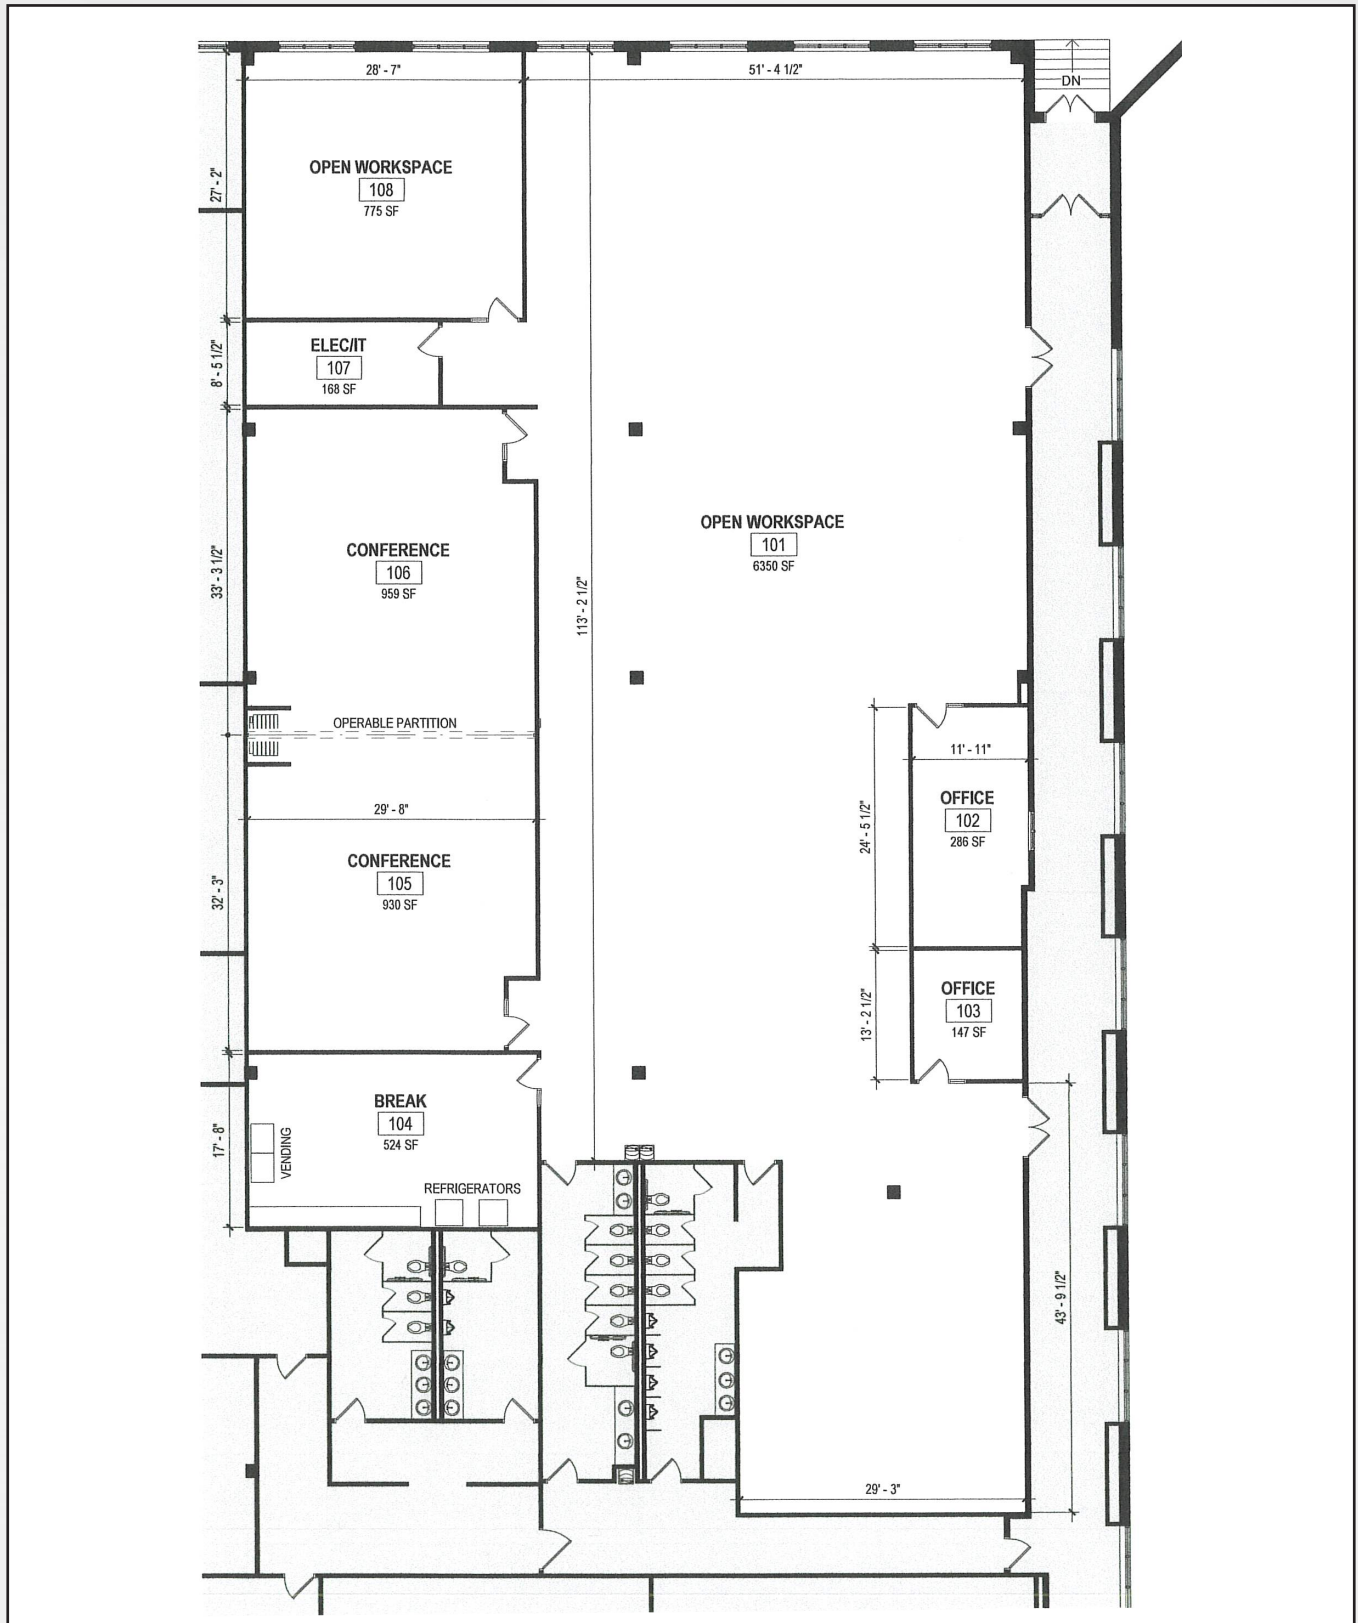 28' - 7"
51' - 4 1/2"
DN
27' - 2"
OPEN WORKSPACE
108
775 SF
8' - 5 1/2"
ELEC/IT
107
168 SF
33' - 3 1/2"
CONFERENCE
106
959 SF
113' - 2 1/2"
OPEN WORKSPACE
101
6350 SF
OPERABLE PARTITION
11' - 11"
24' - 5 1/2"
OFFICE
102
286 SF
29' - 8"
CONFERENCE
105
930 SF
32' - 3"
13' - 2 1/2"
OFFICE
103
147 SF
BREAK
104
524 SF
17' - 8"
VENDING
REFRIGERATORS
43' - 9 1/2"
29' - 3"